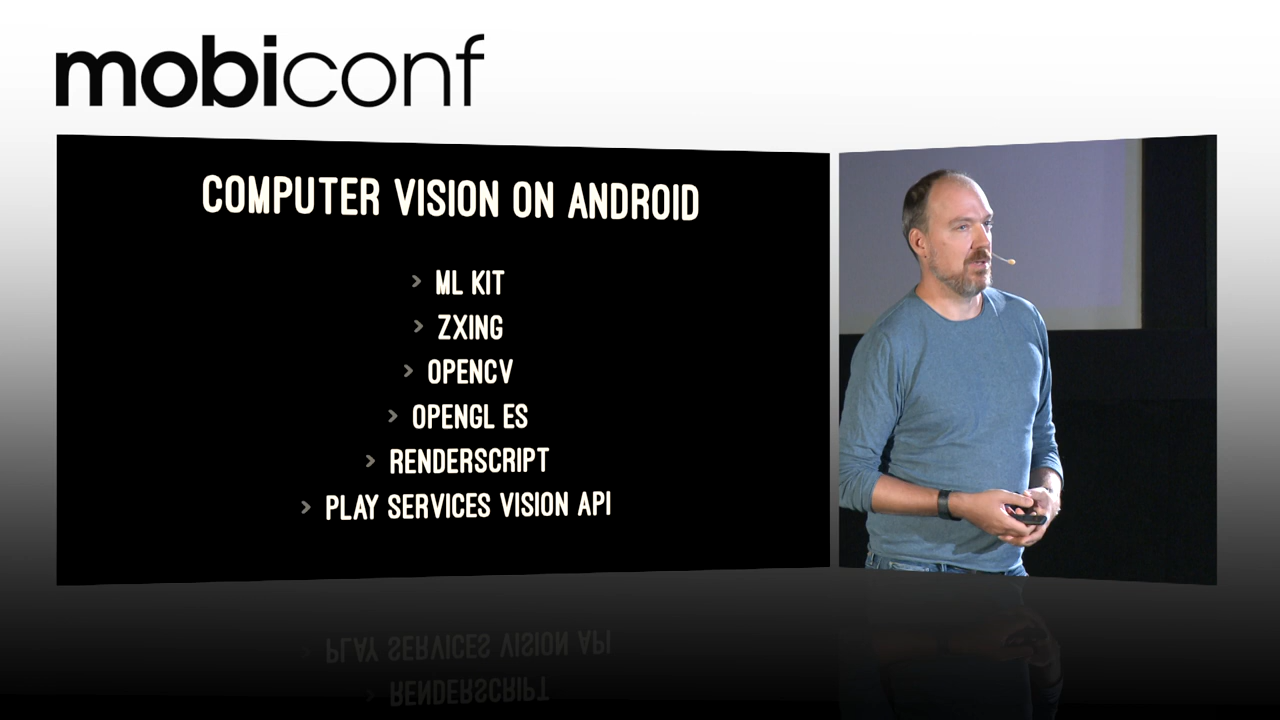 mobiconf
COMPUTER VISION ON ANDROID
> ML KIT
> ZXING
> OPENCV
> OPENGL ES
> RENDERSCRIPT
> PLAY SERVICES VISION API